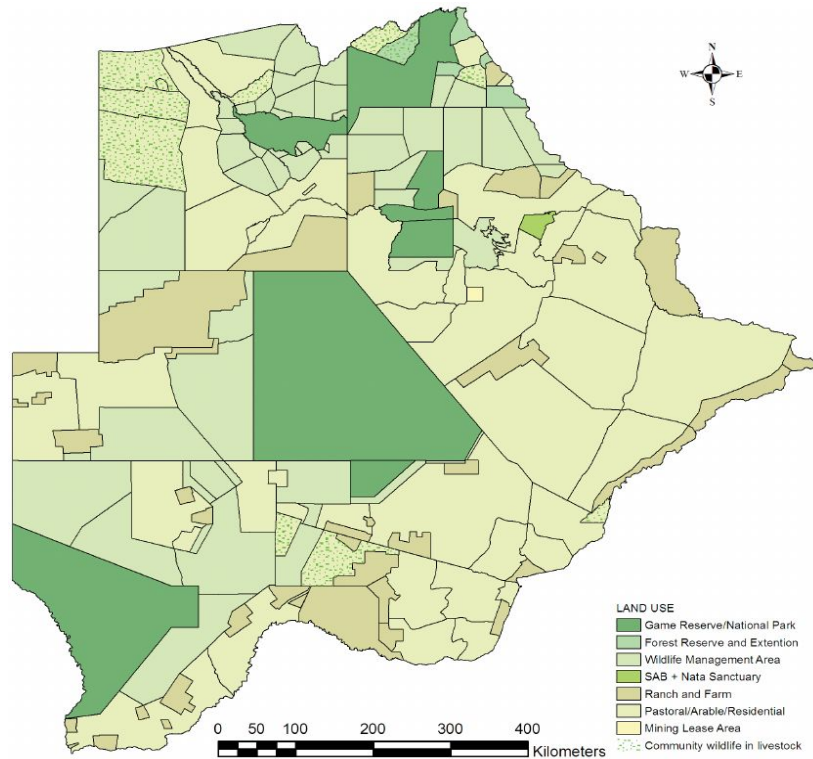 N
W E
S
LAND USE
Game Reserve/National Park
Forest Reserve and Extention
Wildlife Management Area
SAB + Nata Sanctuary
Ranch and Farm
Pastoral/Arable/Residential
Mining Lease Area
Community wildlife in livestock
0 50 100 200 300 400
Kilometers